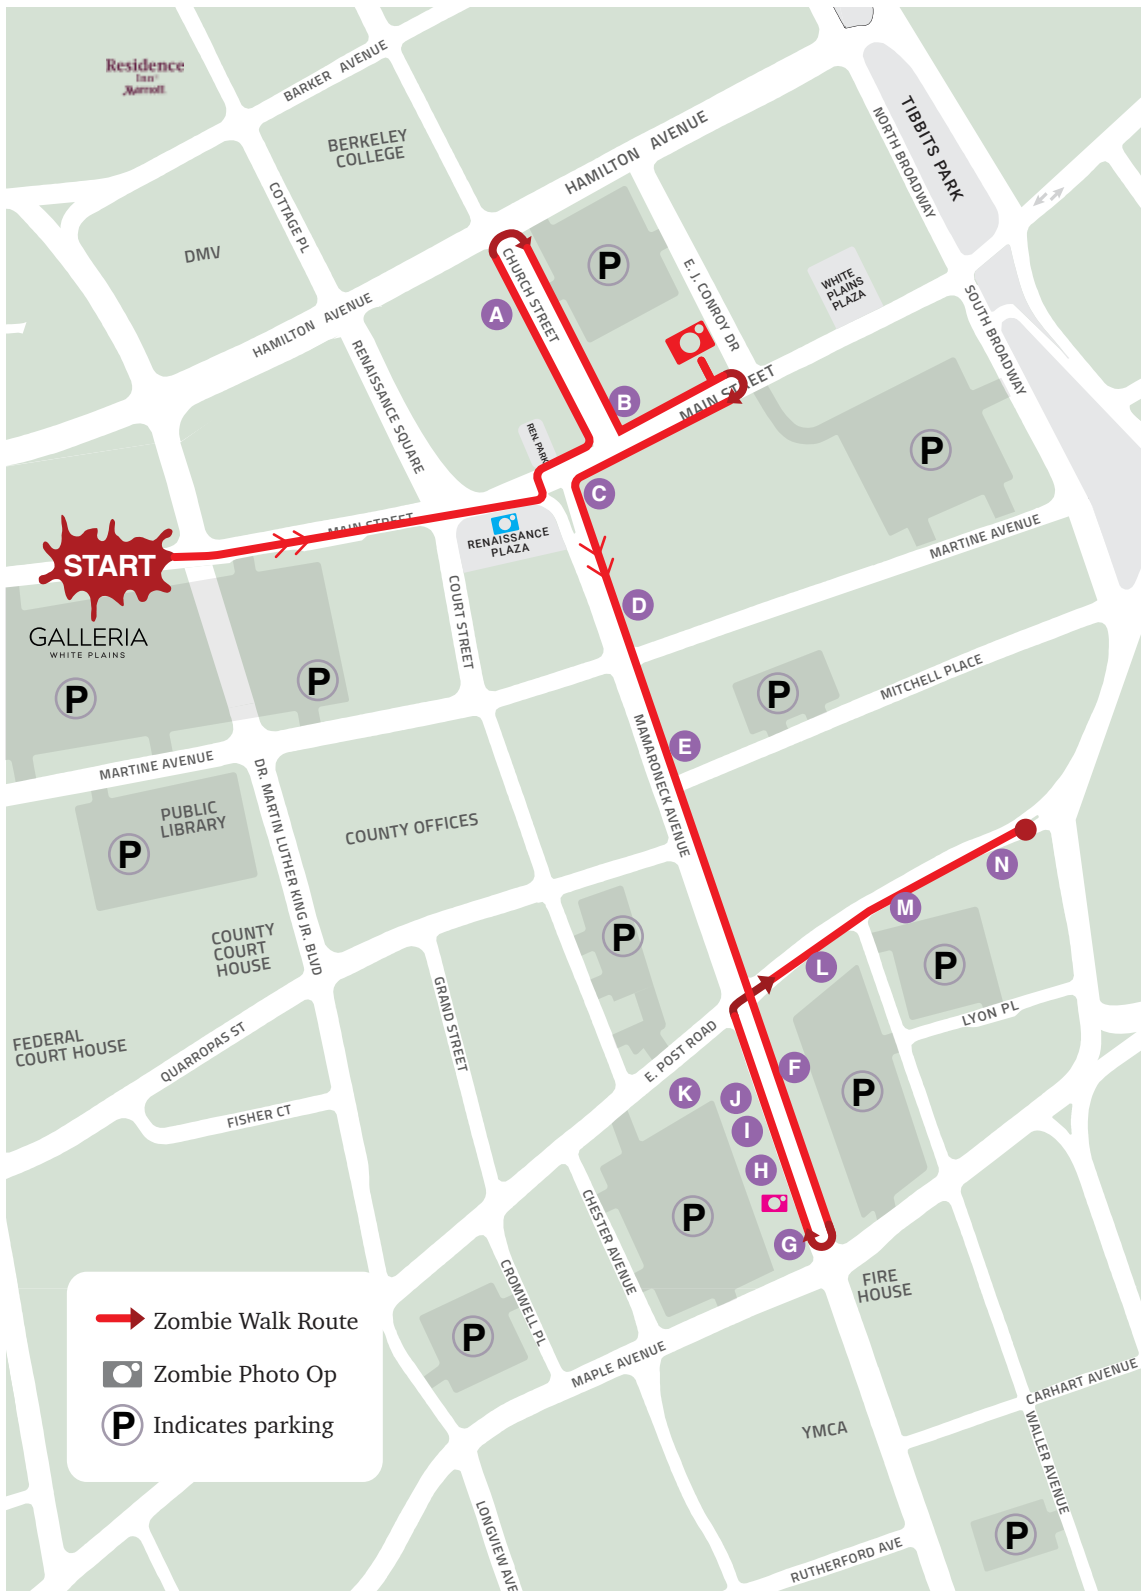 Residence
Inn®
Marriott
BARKER AVENUE
BERKELEY
COLLEGE
HAMILTON AVENUE
TIBBITS PARK
NORTH BROADWAY
COTTAGE PL
DMV
CHURCH STREET
P
E. J. CONROY DR
WHITE
PLAINS
PLAZA
SOUTH BROADWAY
A
HAMILTON AVENUE
RENAISSANCE SQUARE
B
MAIN STREET
REN. PARK
P
C
MAIN STREET
RENAISSANCE
PLAZA
MARTINE AVENUE
START
GALLERIA
WHITE PLAINS
COURT STREET
D
P
P
P
MITCHELL PLACE
MAMARONECK AVENUE
E
MARTINE AVENUE
DR. MARTIN LUTHER KING JR. BLVD
PUBLIC
LIBRARY
P
COUNTY OFFICES
N
M
COUNTY
COURT
HOUSE
P
P
L
GRAND STREET
LYON PL
FEDERAL
COURT HOUSE
QUARROPAS ST
E. POST ROAD
F
K
J
P
FISHER CT
I
H
CHESTER AVENUE
P
G
CROMWELL PL
FIRE
HOUSE
Zombie Walk Route
P
MAPLE AVENUE
Zombie Photo Op
CARHART AVENUE
P
Indicates parking
YMCA
WALLER AVENUE
LONGVIEW AVE
P
RUTHERFORD AVE